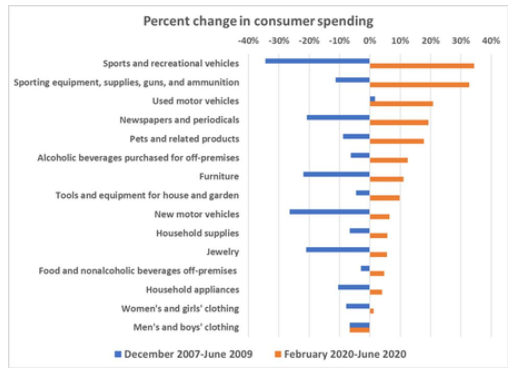 Percent change in consumer spending
-40% -30% -20% -10% 0% 10% 20% 30% 40%
Sports and recreational vehicles
Sporting equipment, supplies, guns, and ammunition
Used motor vehicles
Newspapers and periodicals
Pets and related products
Alcoholic beverages purchased for off-premises
Furniture
Tools and equipment for house and garden
New motor vehicles
Household supplies
Jewelry
Food and nonalcoholic beverages off-premises
Household appliances
Women's and girls' clothing
Men's and boys' clothing
December 2007-June 2009 February 2020-June 2020